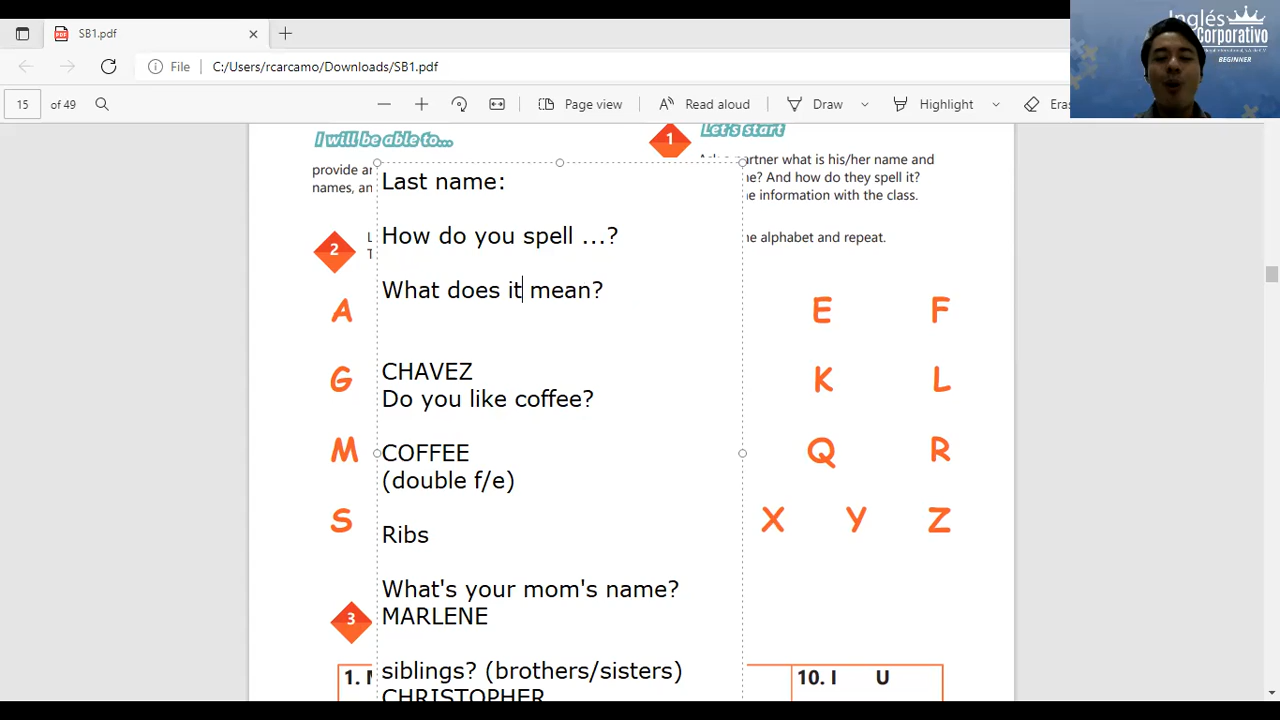 SB1.pdf
File
C:/Users/rcarcamo/Downloads/SB1.pdf
Inglés
Corporativo
BEGINNER
15
of 49
Page view
Read aloud
Draw
Highlight
I will be able to...
1
Let's start
provide
names,
partner what is his/her name and
And how do they spell it?
information with the class.
2
alphabet and repeat.
Last name:
How do you spell ...?
What does it mean?
CHAVEZ
Do you like coffee?
COFFEE
(double f/e)
Ribs
What's your mom's name?
MARLENE
siblings? (brothers/sisters)
CHRISTOPHER
A
E
F
G
K
L
M
Q
R
S
X
Y
Z
3
1.
10. I U